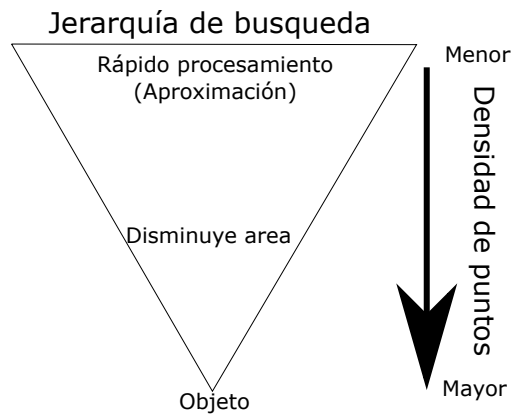 Jerarquía de busqueda
Rápido procesamiento
(Aproximación)
Menor
Densidad de puntos
Disminuye area
Objeto
Mayor